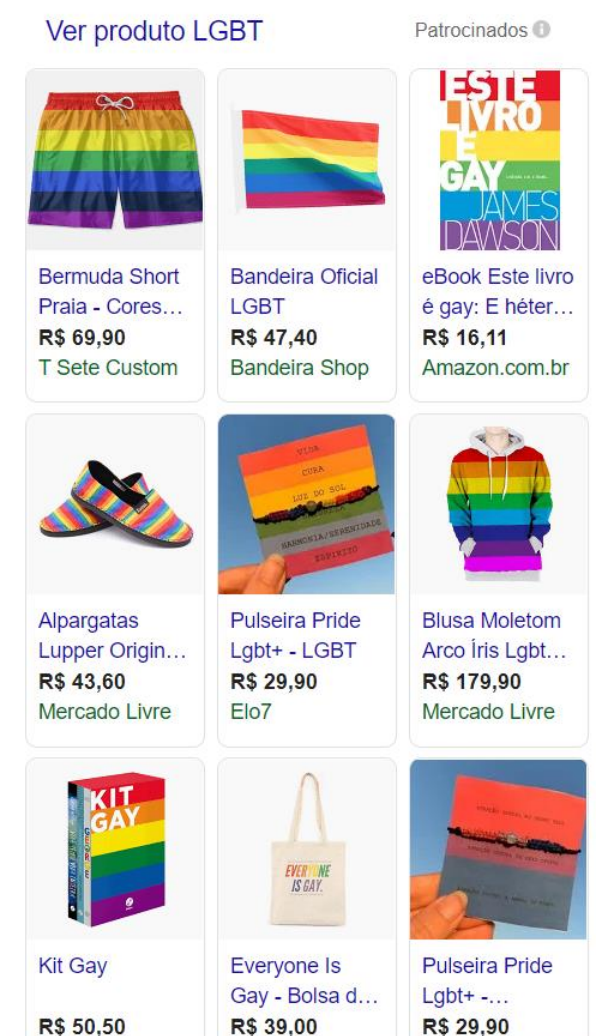 Ver produto LGBT
Patrocinados
ESTE
LIVRO
É
GAY
JAMES
DAWSON
Bermuda Short
Praia - Cores...
R$ 69,90
T Sete Custom
Bandeira Oficial
LGBT
R$ 47,40
Bandeira Shop
eBook Este livro
é gay: E héter...
R$ 16,11
Amazon.com.br
VIDA
CURA
LUZ DO SOL
HARMONIA/SERENIDADE
ESPIRITO
Alpargatas
Lupper Origin...
R$ 43,60
Mercado Livre
Pulseira Pride
Lgbt+ - LGBT
R$ 29,90
Elo7
Blusa Moletom
Arco Íris Lgbt...
R$ 179,90
Mercado Livre
KIT
GAY
EVERYONE
IS GAY.
Kit Gay
R$ 50,50
Everyone Is
Gay - Bolsa d...
R$ 39,00
Pulseira Pride
Lgbt+ -...
R$ 29,90